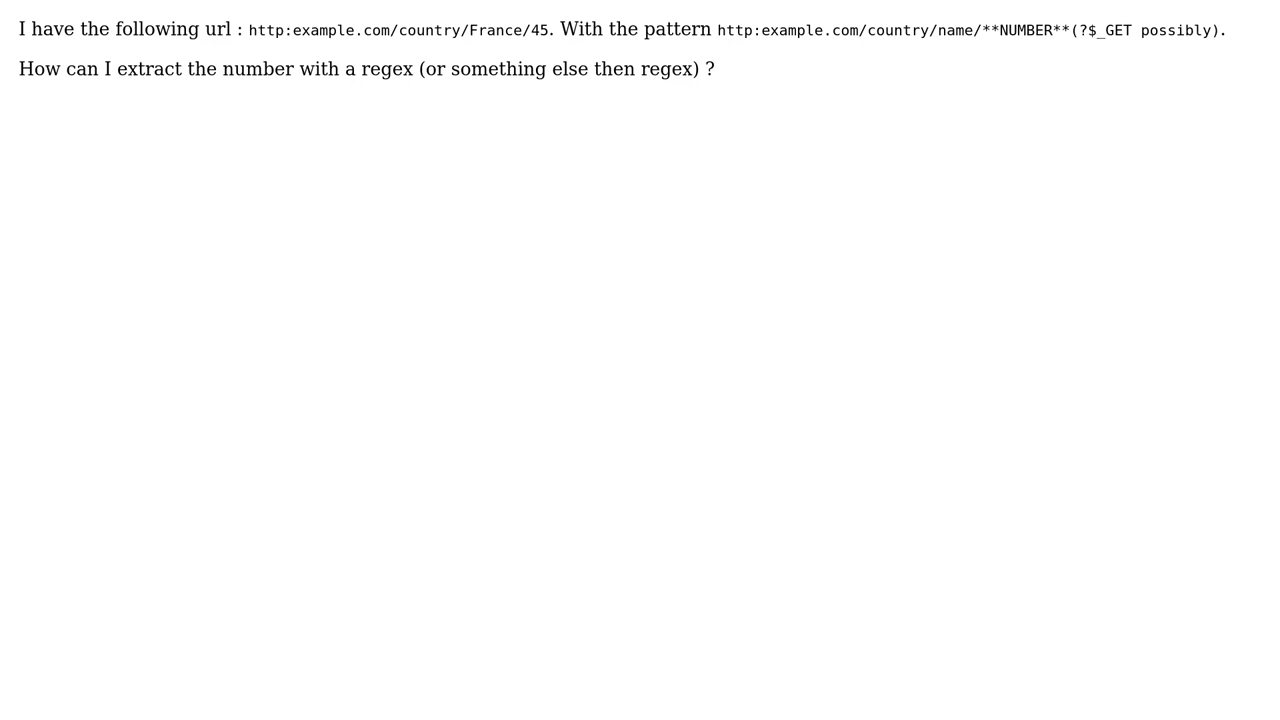 I have the following url : http:example.com/country/France/45. With the pattern http:example.com/country/name/**NUMBER**(?$_GET possibly).
How can I extract the number with a regex (or something else then regex) ?